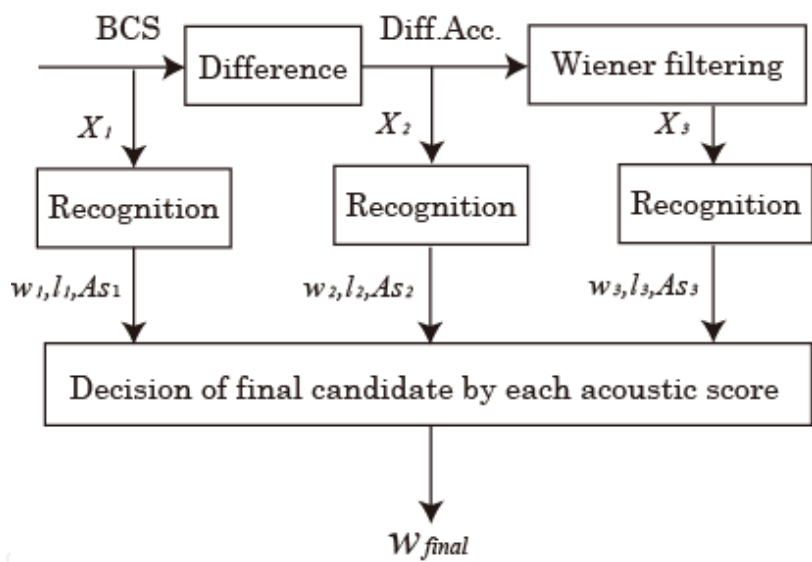 BCS Diff.Acc.
Difference Wiener filtering
X1 X2 X3
Recognition Recognition Recognition
w1,l1,As1 w2,l2,As2 w3,l3,As3
Decision of final candidate by each acoustic score
wfinal